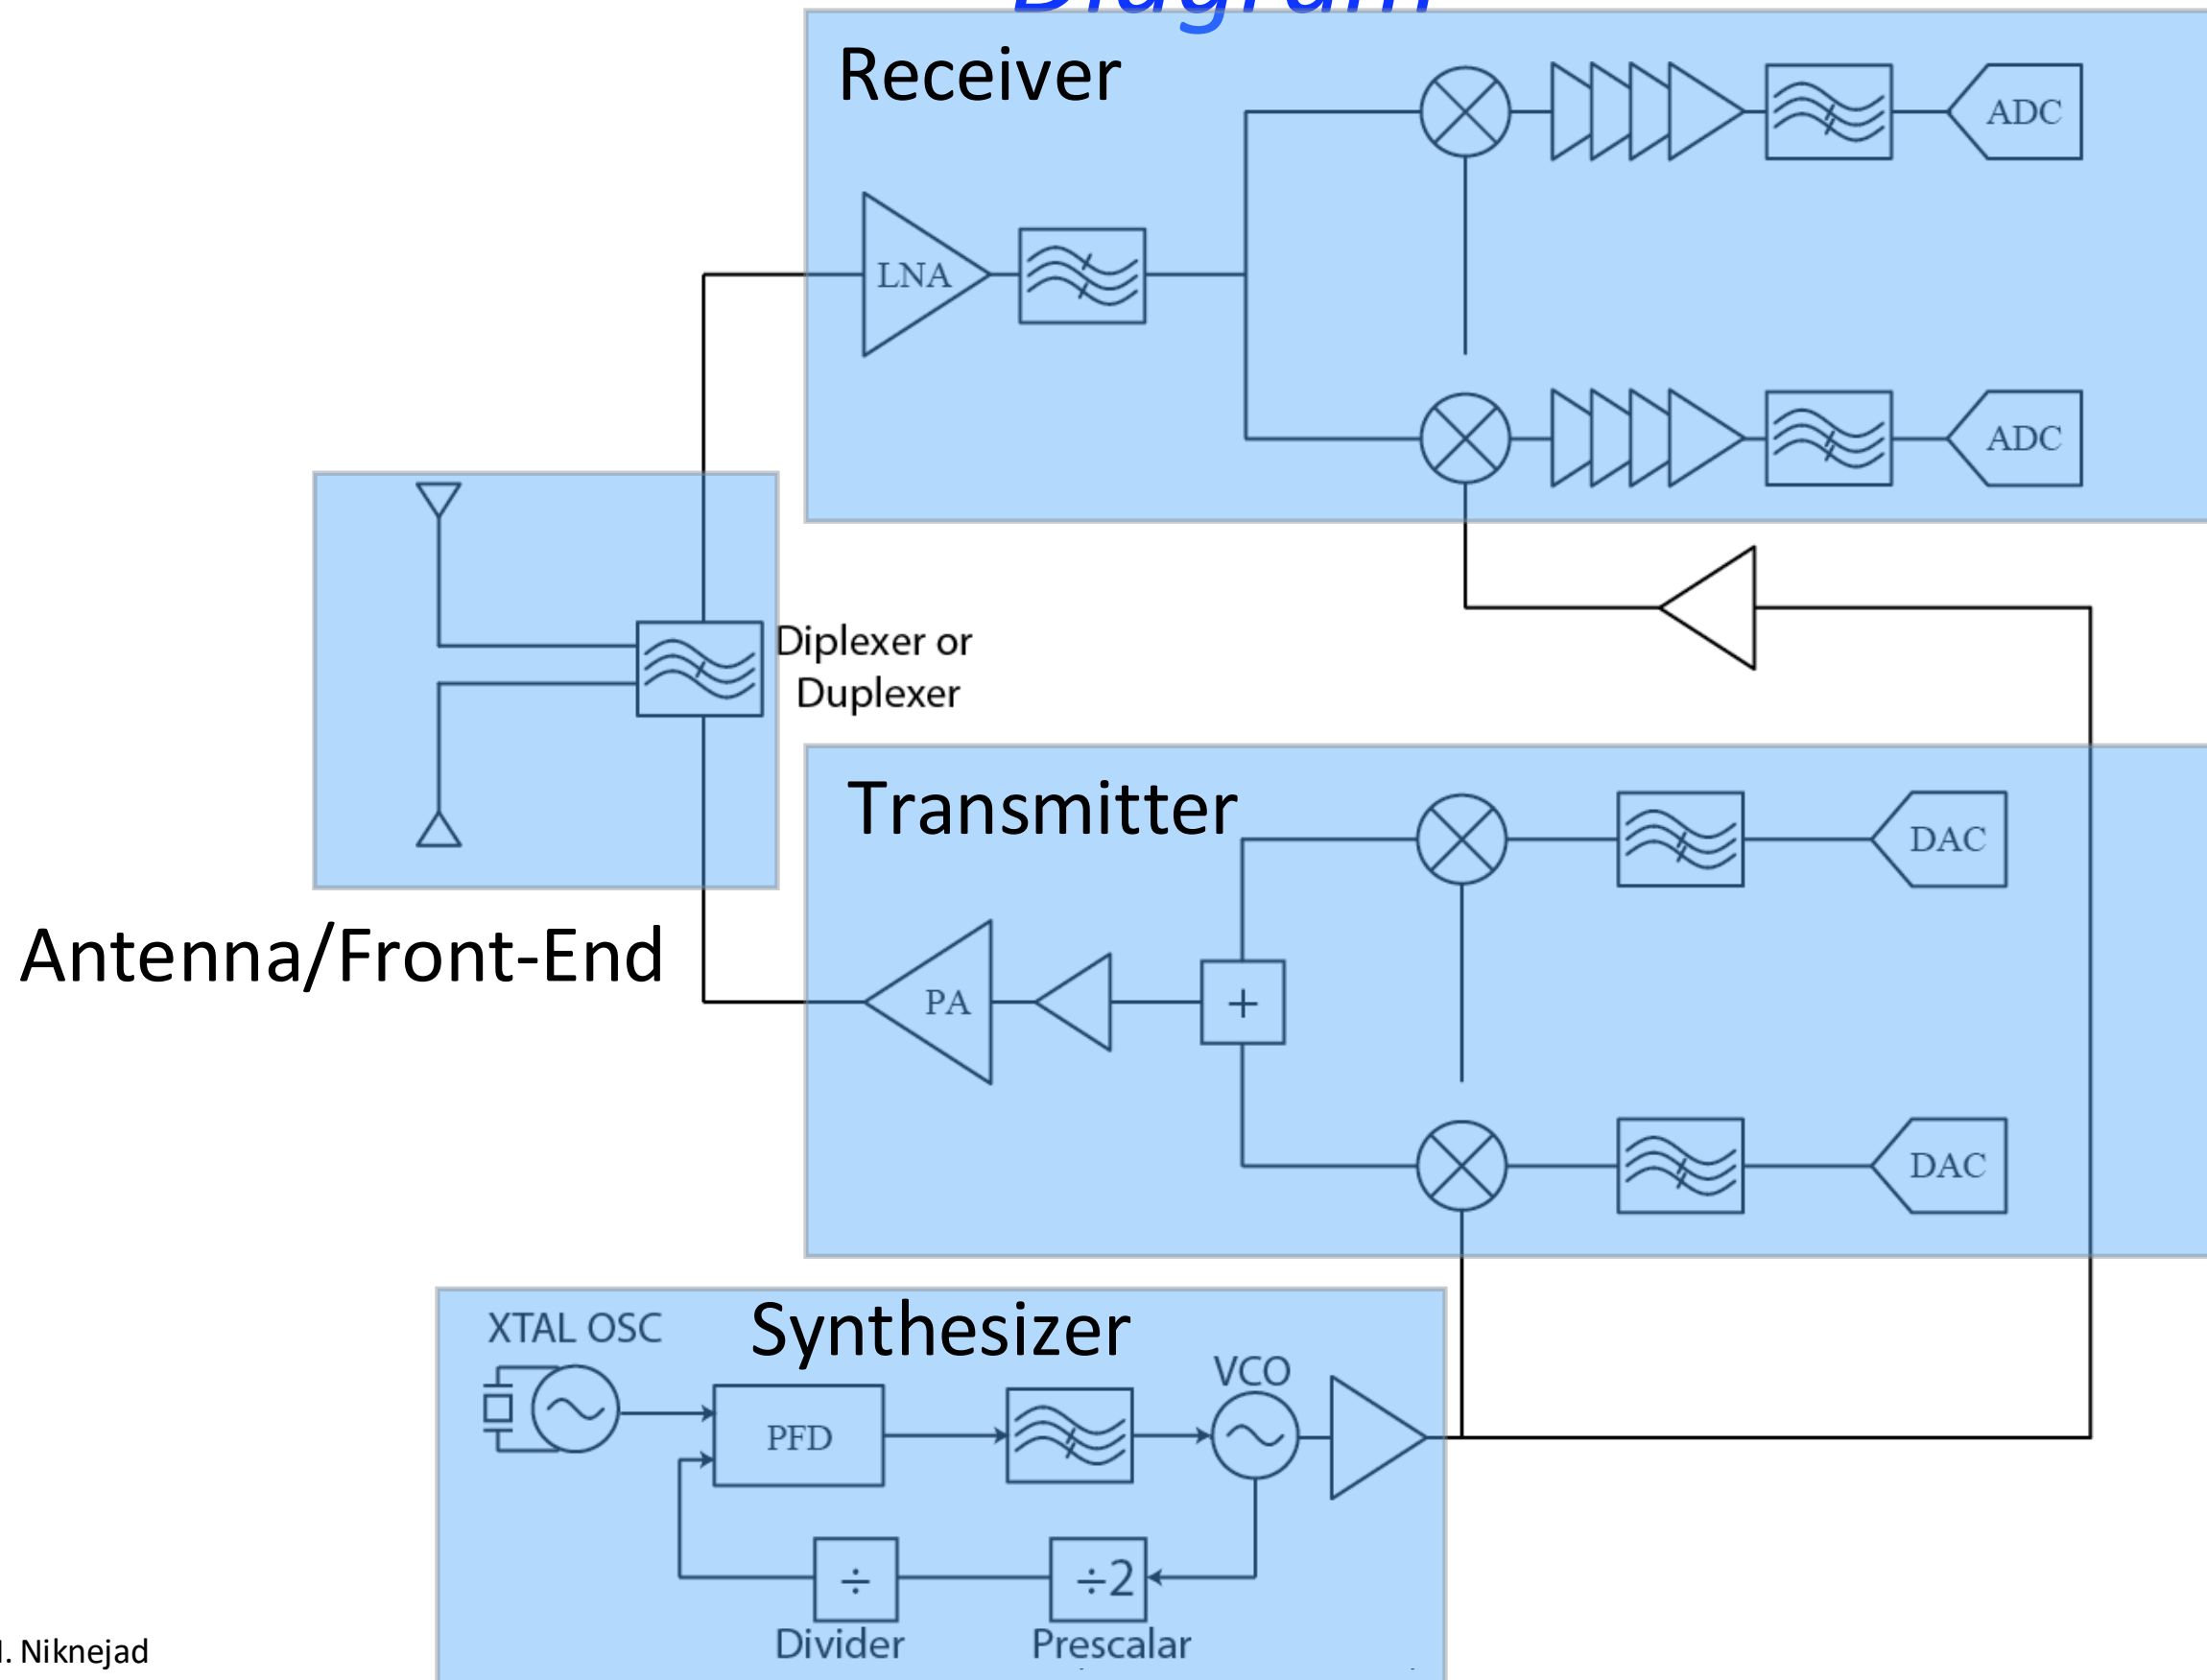 Diagram
Receiver
ADC
LNA
ADC
Diplexer or
Duplexer
Transmitter
DAC
Antenna/Front-End
PA
+
DAC
Synthesizer
XTAL OSC
VCO
PFD
÷
÷2
Divider
Prescalar
Niknejad